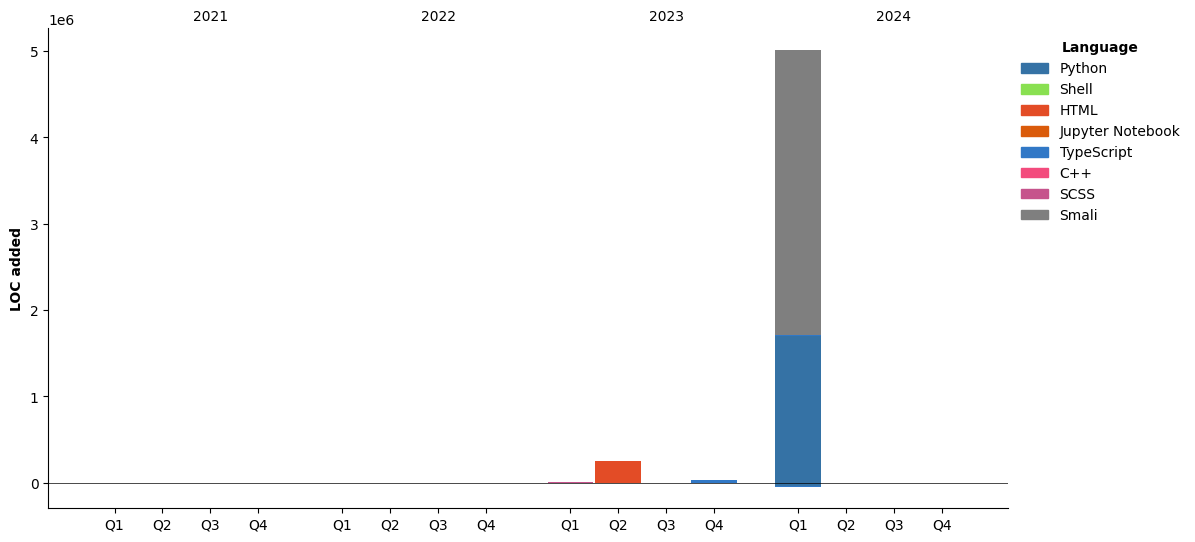 2021 2022 2023 2024
1e6
Language
Python
Shell
HTML
Jupyter Notebook
TypeScript
C++
SCSS
Smali
LOC added
5
4
3
2
1
0
Q1 Q2 Q3 Q4 Q1 Q2 Q3 Q4 Q1 Q2 Q3 Q4 Q1 Q2 Q3 Q4